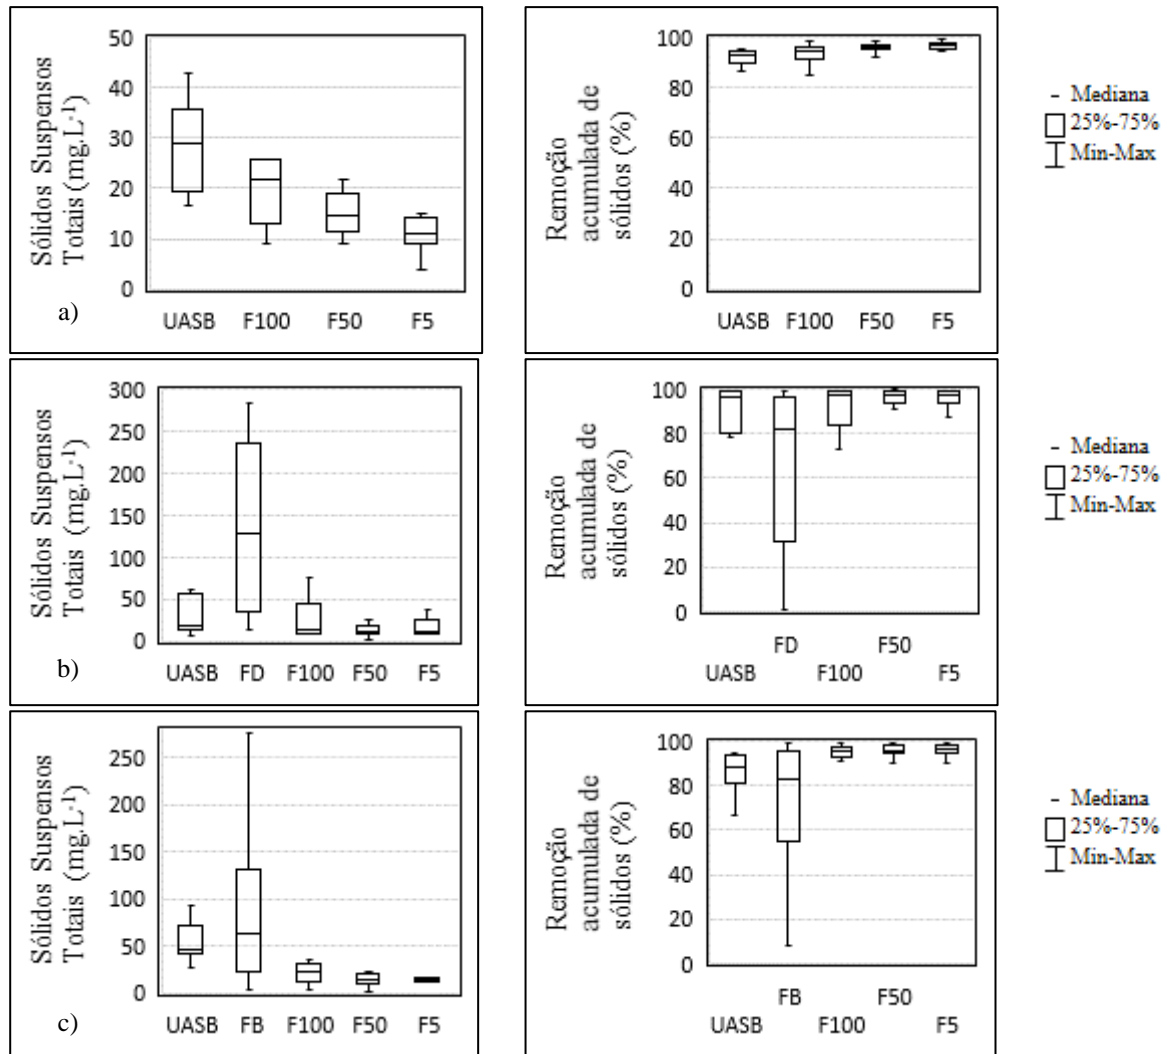 Sólidos Suspensos
Totais (mg.L-1)
50
40
30
20
10
0
a)
UASB F100 F50 F5
Remoção
acumulada de
sólidos (%)
100
80
60
40
20
0
UASB F100 F50 F5
- Mediana
25%-75%
Min-Max
Sólidos Suspensos
Totais (mg.L-1)
300
250
200
150
100
50
0
b)
UASB FD F100 F50 F5
Remoção
acumulada de
sólidos (%)
100
80
60
40
20
0
FD F50
UASB F100 F5
- Mediana
25%-75%
Min-Max
Sólidos Suspensos
Totais (mg.L-1)
250
200
150
100
50
0
c)
UASB FB F100 F50 F5
Remoção
acumulada de
sólidos (%)
100
80
60
40
20
0
FB F50
UASB F100 F5
- Mediana
25%-75%
Min-Max